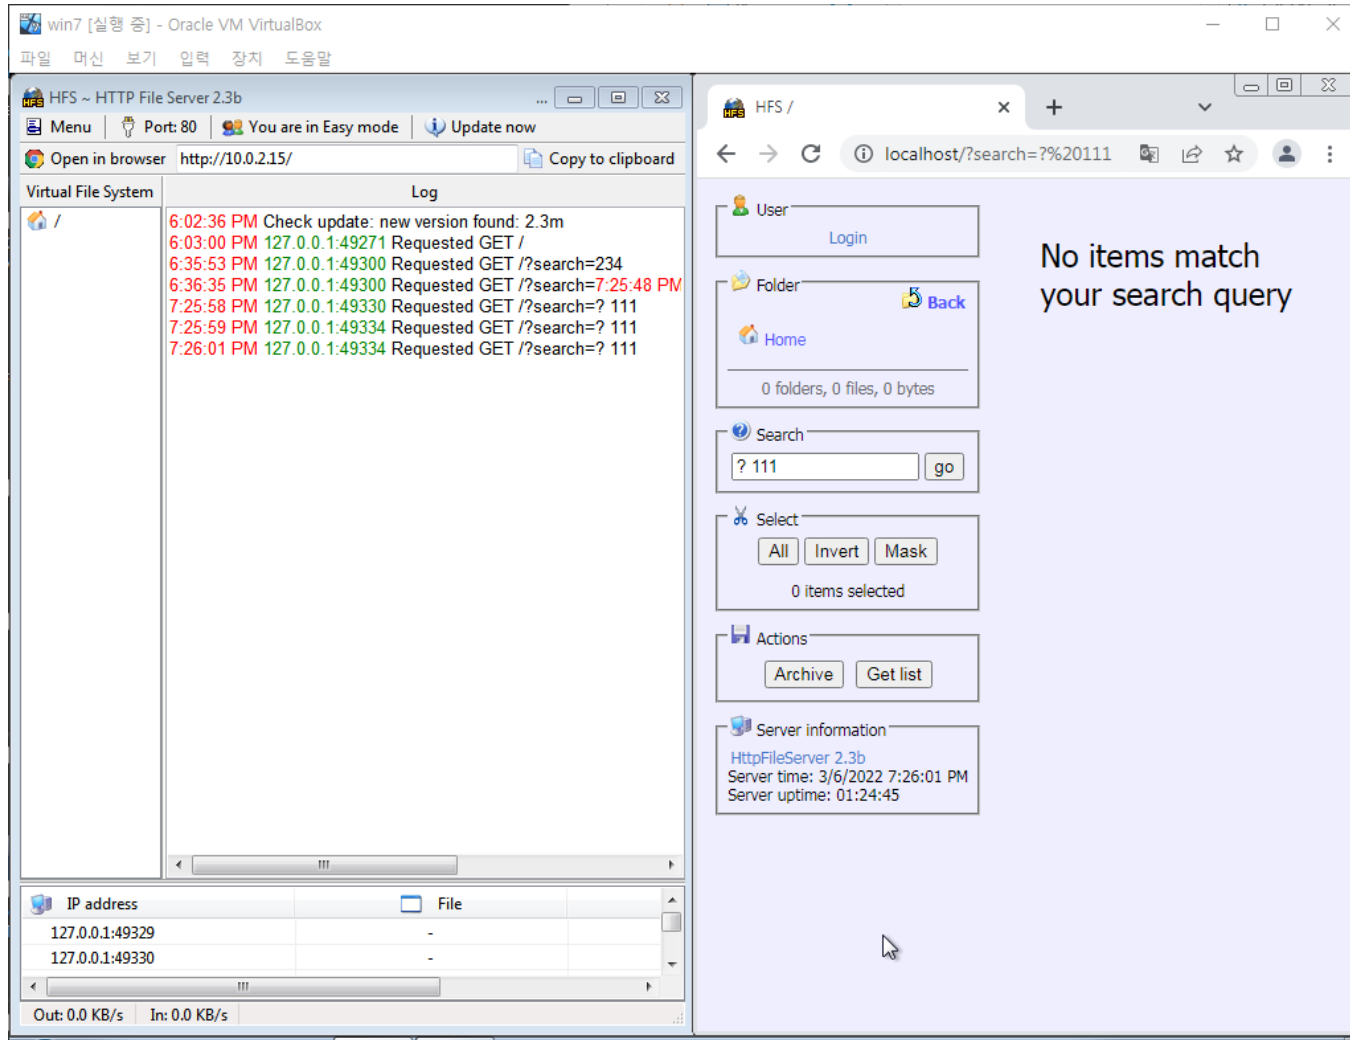 win7 [실행 중] - Oracle VM VirtualBox
파일 머신 보기 입력 장치 도움말
HFS ~ HTTP File Server 2.3b ...
Menu Port: 80 You are in Easy mode Update now
Open in browser http://10.0.2.15/ Copy to clipboard
Virtual File System Log
/
6:02:36 PM Check update: new version found: 2.3m
6:03:00 PM 127.0.0.1:49271 Requested GET /
6:35:53 PM 127.0.0.1:49300 Requested GET /?search=234
6:36:35 PM 127.0.0.1:49300 Requested GET /?search=7:25:48 PM
7:25:58 PM 127.0.0.1:49330 Requested GET /?search=? 111
7:25:59 PM 127.0.0.1:49334 Requested GET /?search=? 111
7:26:01 PM 127.0.0.1:49334 Requested GET /?search=? 111
IP address File
127.0.0.1:49329 -
127.0.0.1:49330 -
Out: 0.0 KB/s In: 0.0 KB/s
HFS /
localhost/?search=?%20111
User
Login
Folder
Back
Home
0 folders, 0 files, 0 bytes
Search
? 111 go
Select
All Invert Mask
0 items selected
Actions
Archive Get list
Server information
HttpFileServer 2.3b
Server time: 3/6/2022 7:26:01 PM
Server uptime: 01:24:45
No items match
your search query